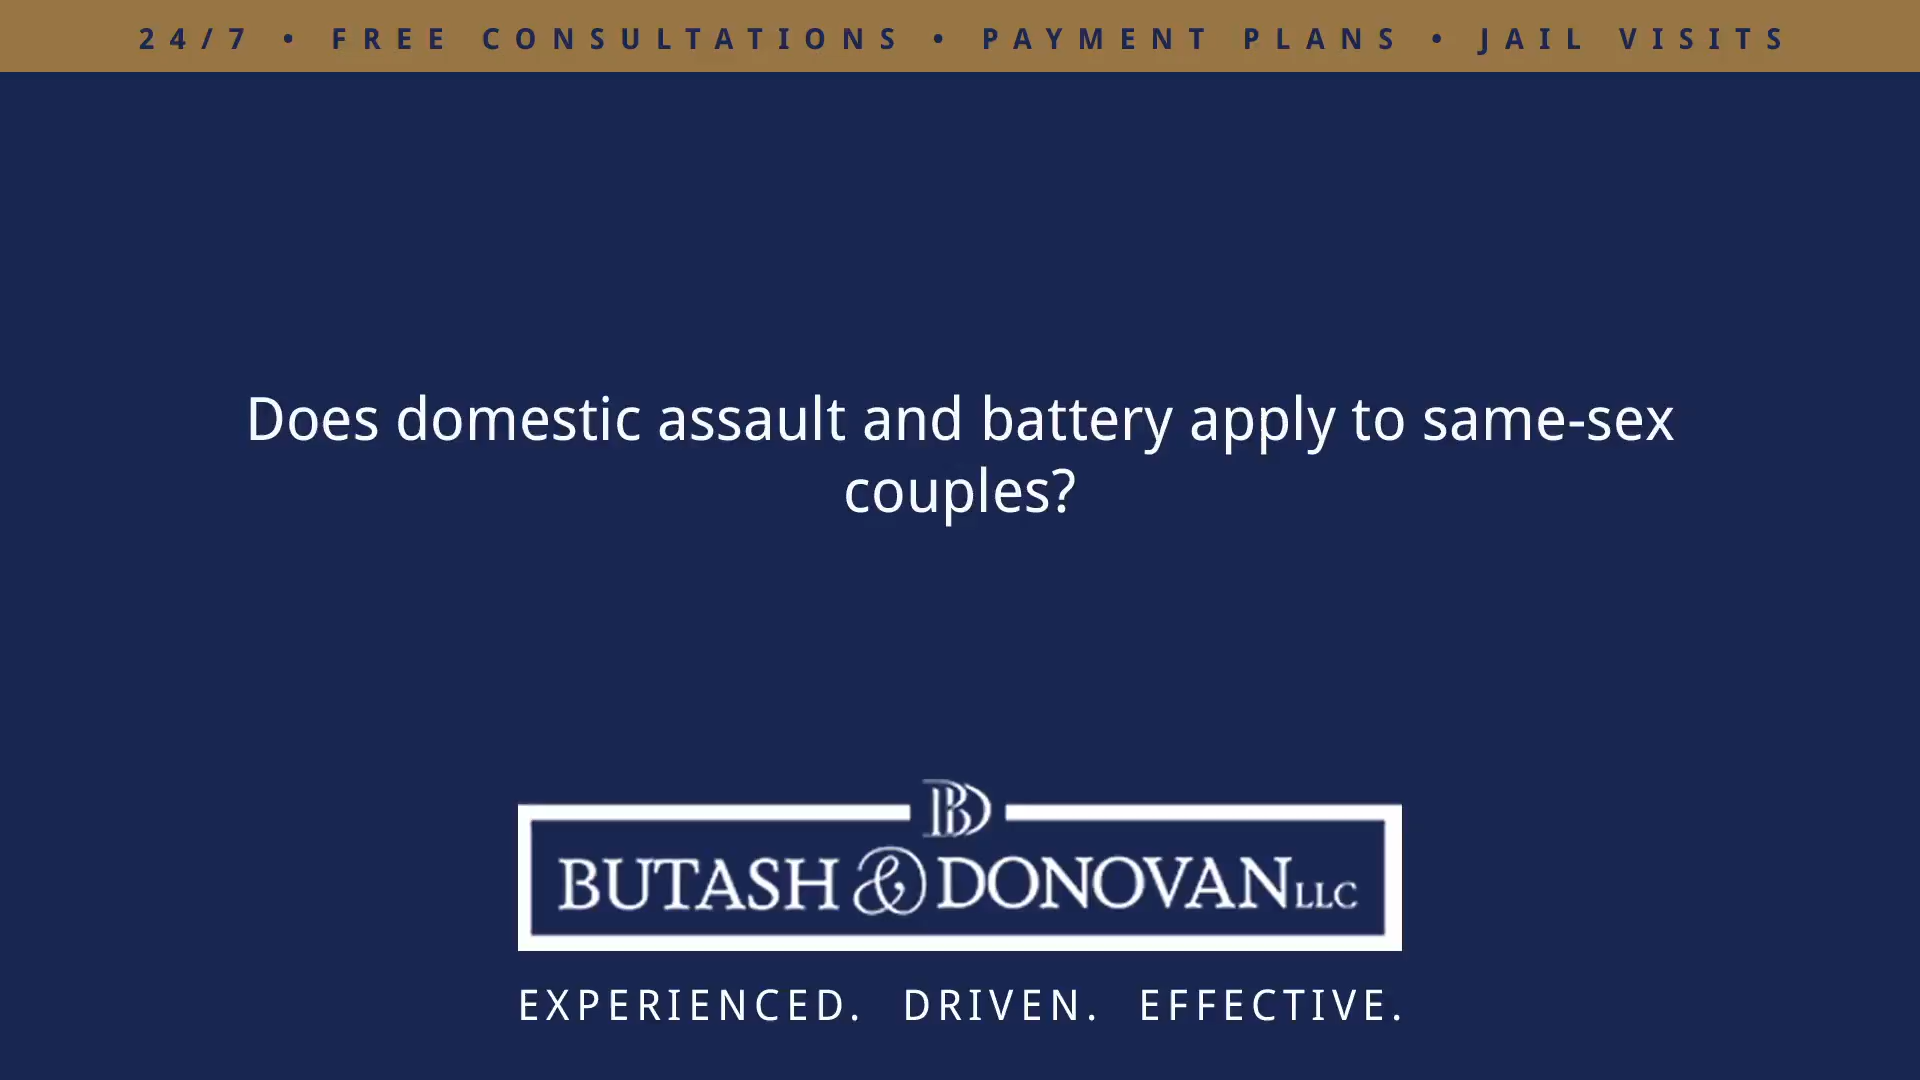 24/7 • FREE CONSULTATIONS • PAYMENT PLANS • JAIL VISITS
Does domestic assault and battery apply to same-sex
couples?
BD
BUTASH & DONOVAN LLC
EXPERIENCED. DRIVEN. EFFECTIVE.